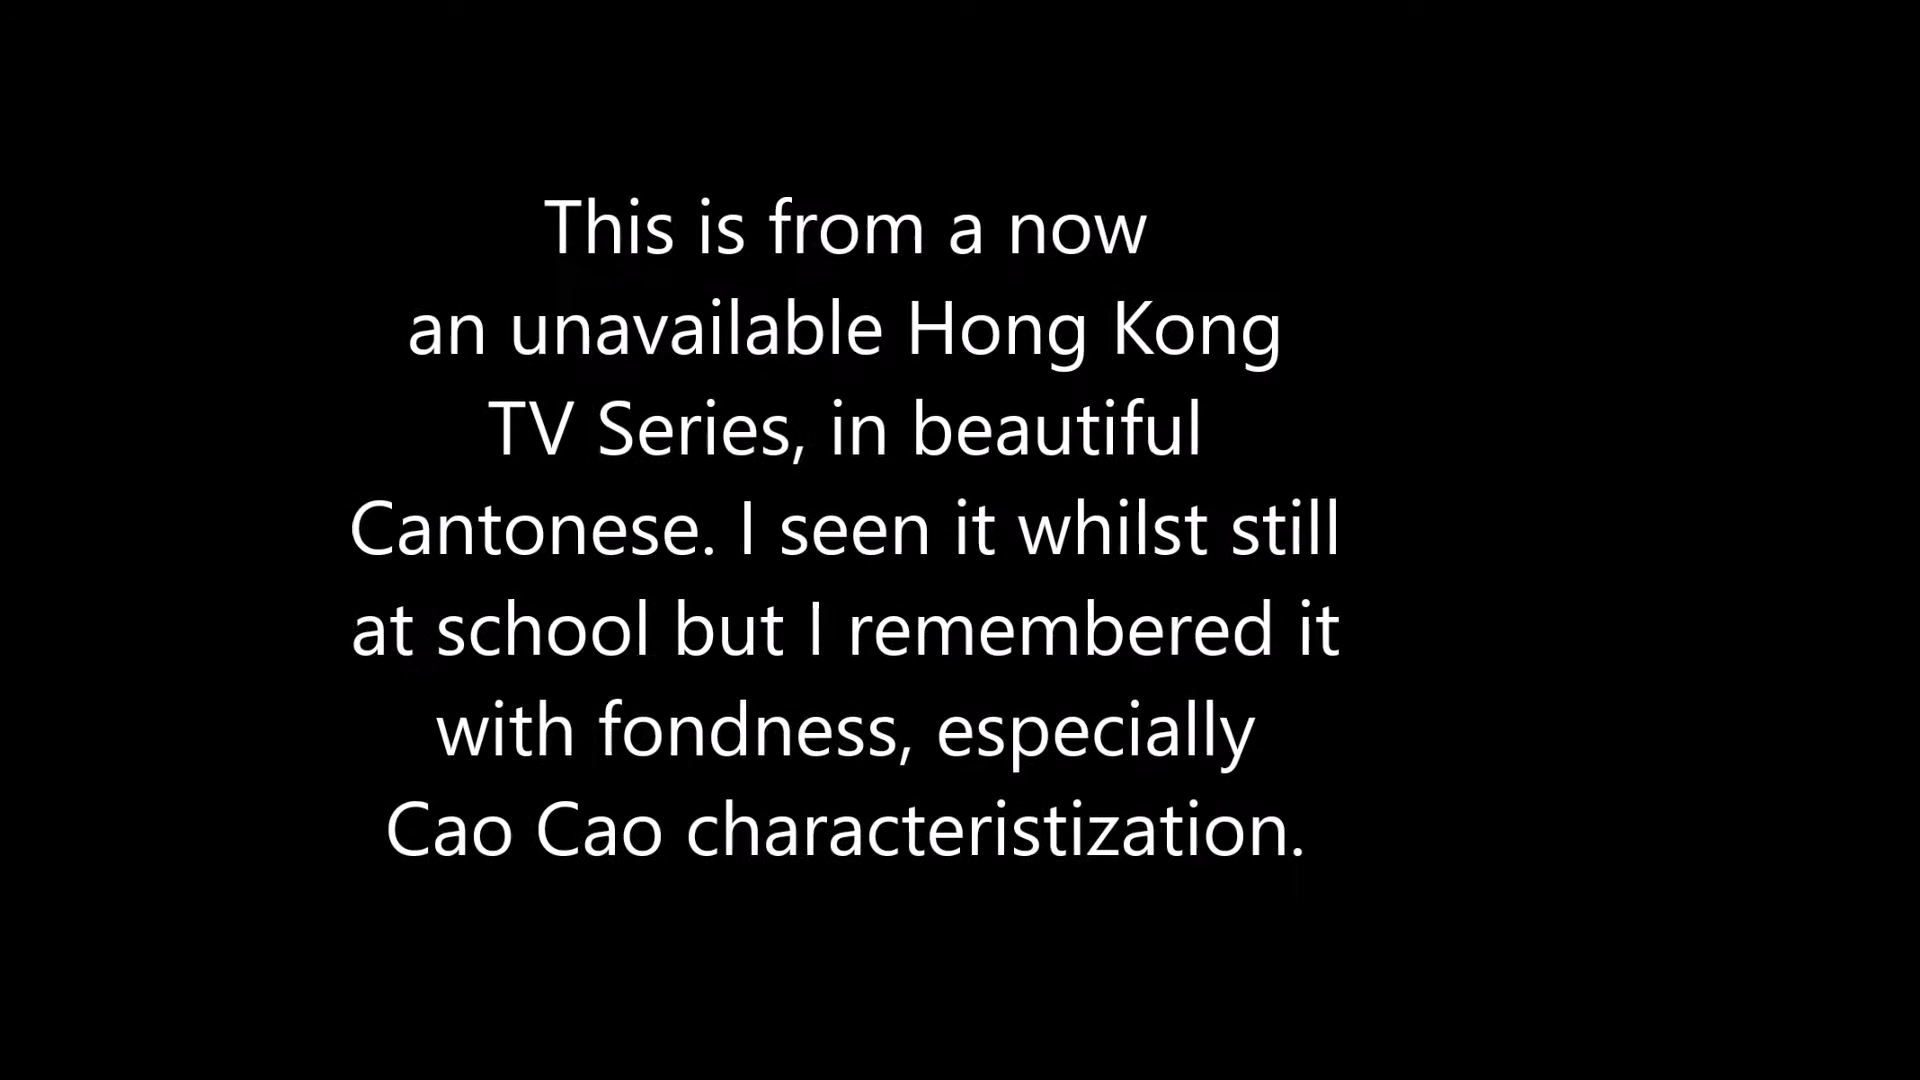 This is from a now
an unavailable Hong Kong
TV Series, in beautiful
Cantonese. I seen it whilst still
at school but I remembered it
with fondness, especially
Cao Cao characteristization.